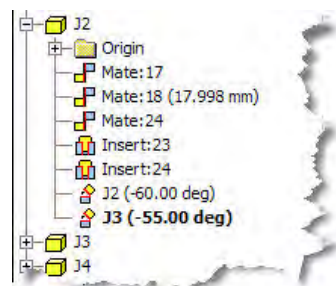 J2
Origin
Mate:17
Mate:18 (17.998 mm)
Mate:24
Insert:23
Insert:24
J2 (-60.00 deg)
J3 (-55.00 deg)
J3
J4